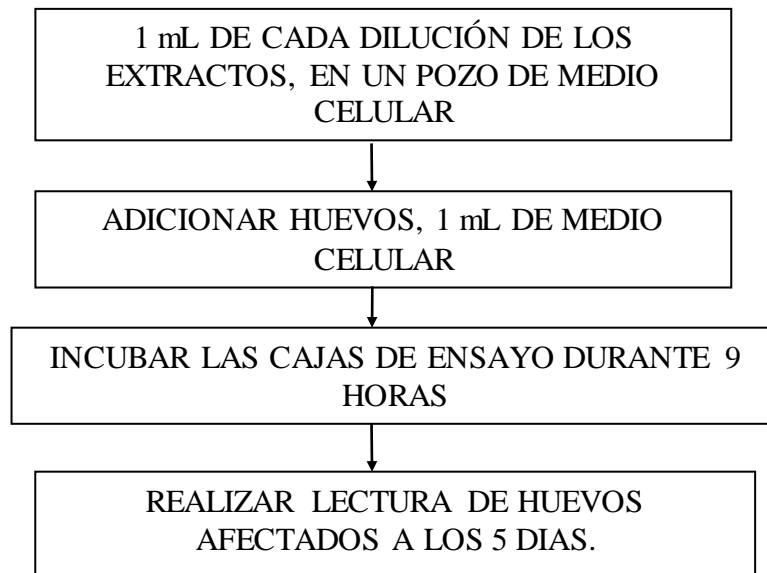 1 mL DE CADA DILUCIÓN DE LOS
EXTRACTOS, EN UN POZO DE MEDIO
CELULAR
ADICIONAR HUEVOS, 1 mL DE MEDIO
CELULAR
INCUBAR LAS CAJAS DE ENSAYO DURANTE 9
HORAS
REALIZAR LECTURA DE HUEVOS
AFECTADOS A LOS 5 DIAS.